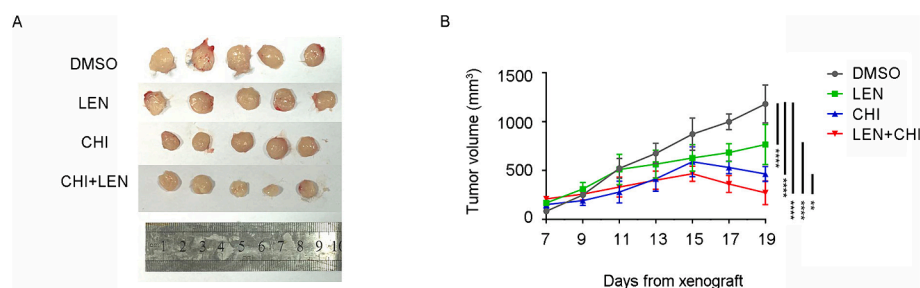 A
DMSO
LEN
CHI
CHI+LEN
1 2 3 4 5 6 7 8 9 10
B
Tumor volume (mm³)
1500
1000
500
0
7 9 11 13 15 17 19
Days from xenograft
DMSO
LEN
CHI
LEN+CHI
****
****
****
****
**